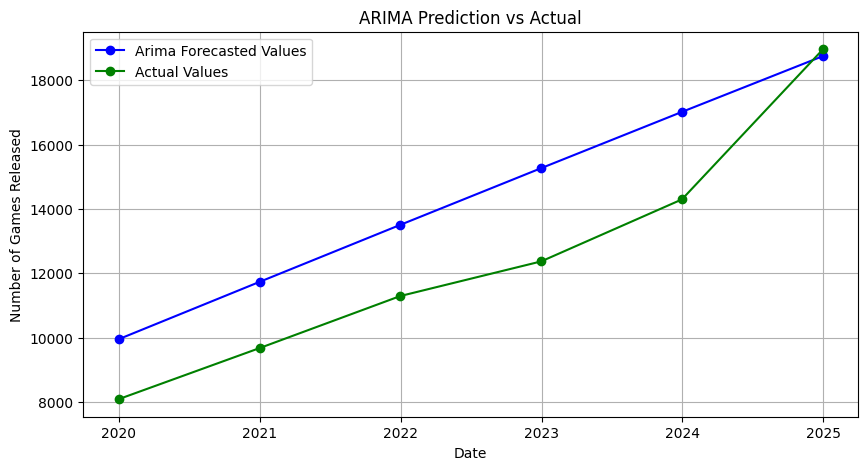 ARIMA Prediction vs Actual
Arima Forecasted Values
Actual Values
Number of Games Released
18000
16000
14000
12000
10000
8000
2020 2021 2022 2023 2024 2025
Date